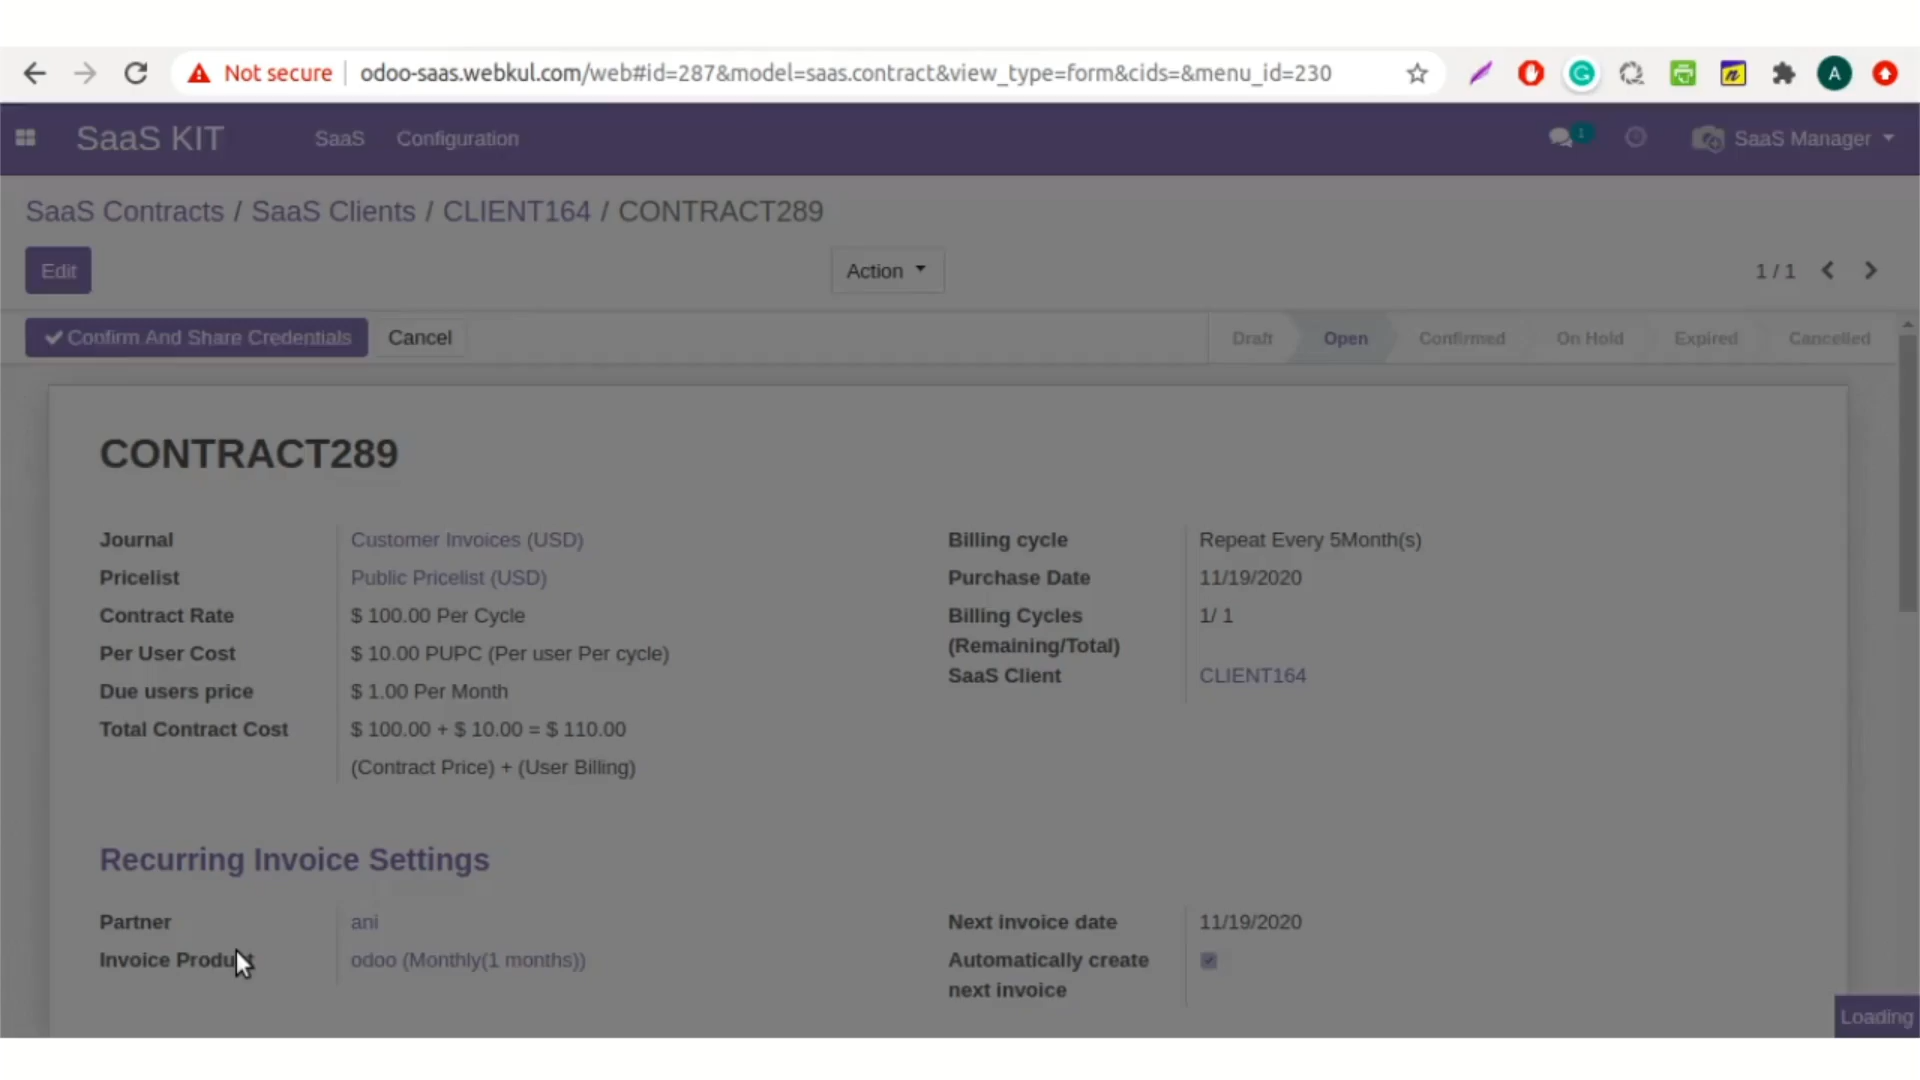 Not secure | odoo-saas.webkul.com/web#id=287&model=saas.contract&view_type=form&cids=&menu_id=230 A
SaaS KIT SaaS Configuration 1 SaaS Manager
SaaS Contracts / SaaS Clients / CLIENT164 / CONTRACT289
Edit Action 1 / 1
Confirm And Share Credentials Cancel Draft Open Confirmed On Hold Expired Cancelled
CONTRACT289
Journal Customer Invoices (USD)
Pricelist Public Pricelist (USD)
Contract Rate $ 100.00 Per Cycle
Per User Cost $ 10.00 PUPC (Per user Per cycle)
Due users price $ 1.00 Per Month
Total Contract Cost $ 100.00 + $ 10.00 = $ 110.00
(Contract Price) + (User Billing)
Billing cycle Repeat Every 5Month(s)
Purchase Date 11/19/2020
Billing Cycles 1/ 1
(Remaining/Total)
SaaS Client CLIENT164
Recurring Invoice Settings
Partner ani
Invoice Product odoo (Monthly(1 months))
Next invoice date 11/19/2020
Automatically create
next invoice
Loading